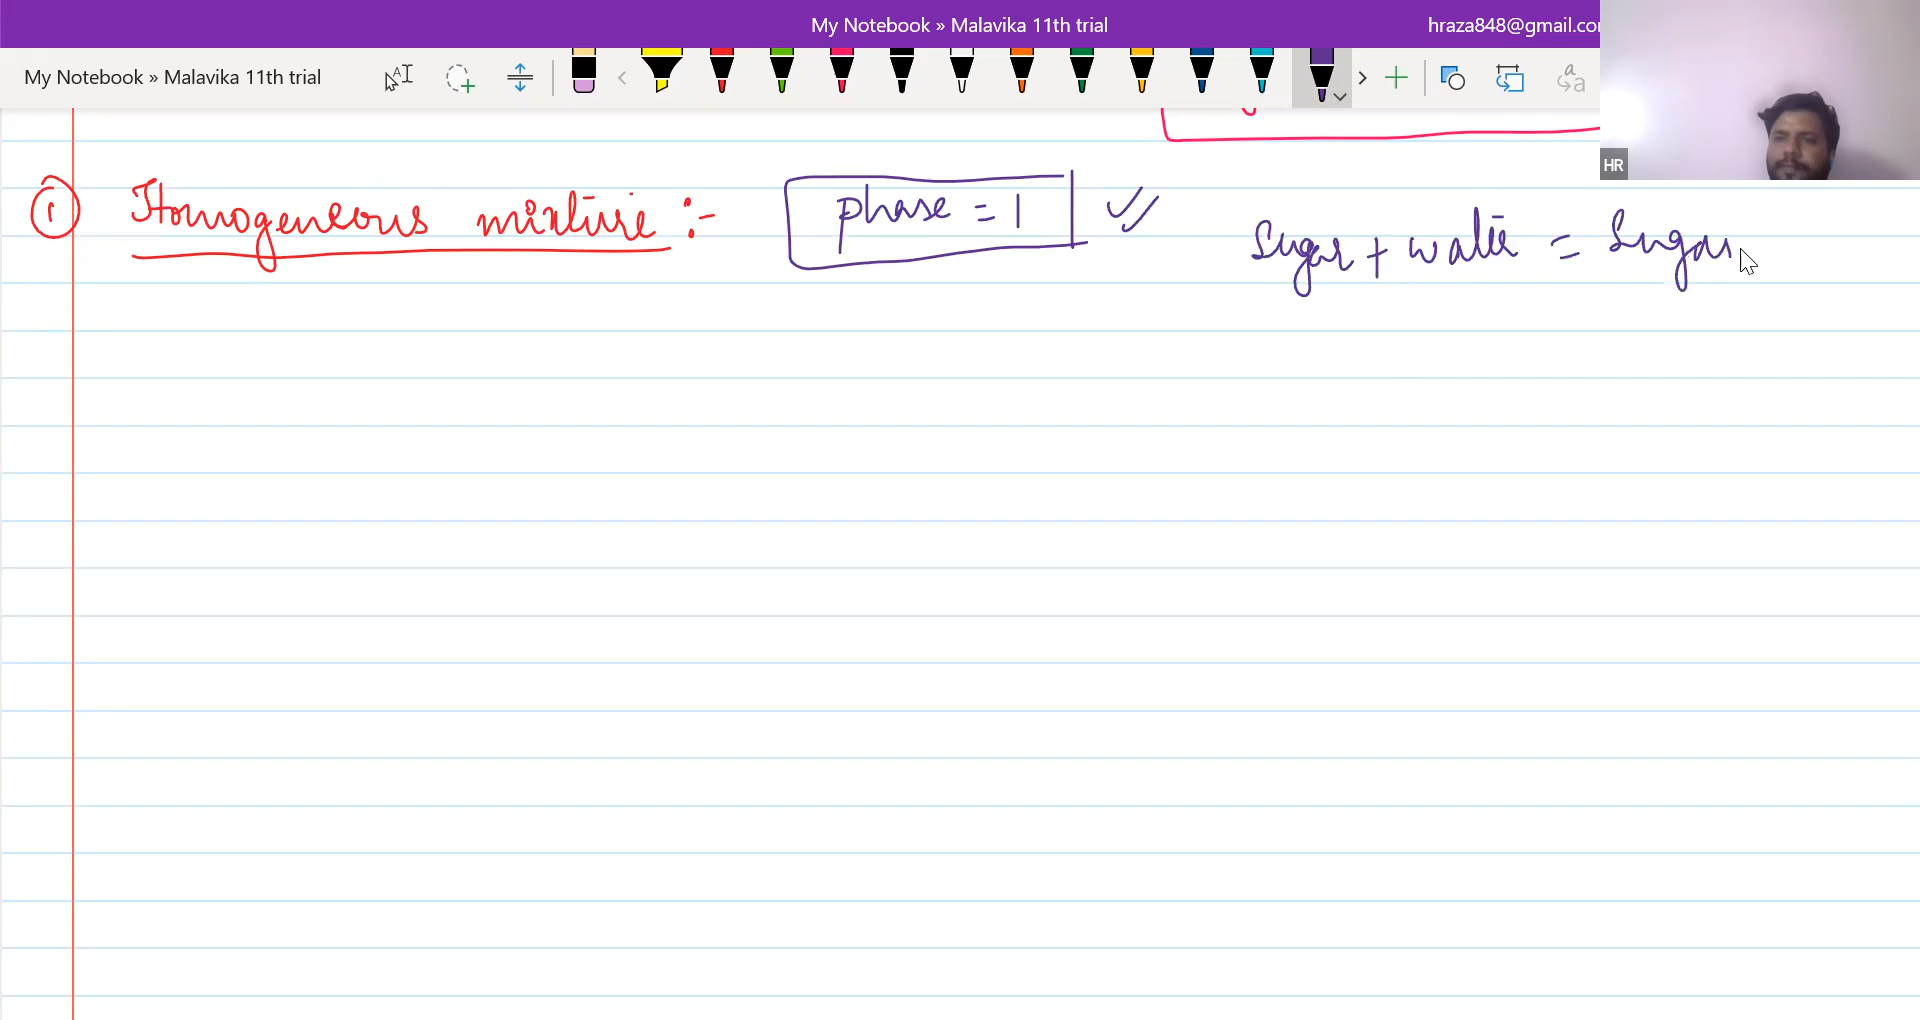 My Notebook » Malavika 11th trial
hraza848@gmail.co
My Notebook » Malavika 11th trial
HR
① Homogeneous mixture :- phase = 1 ✓✓
Sugar + water = Sugar